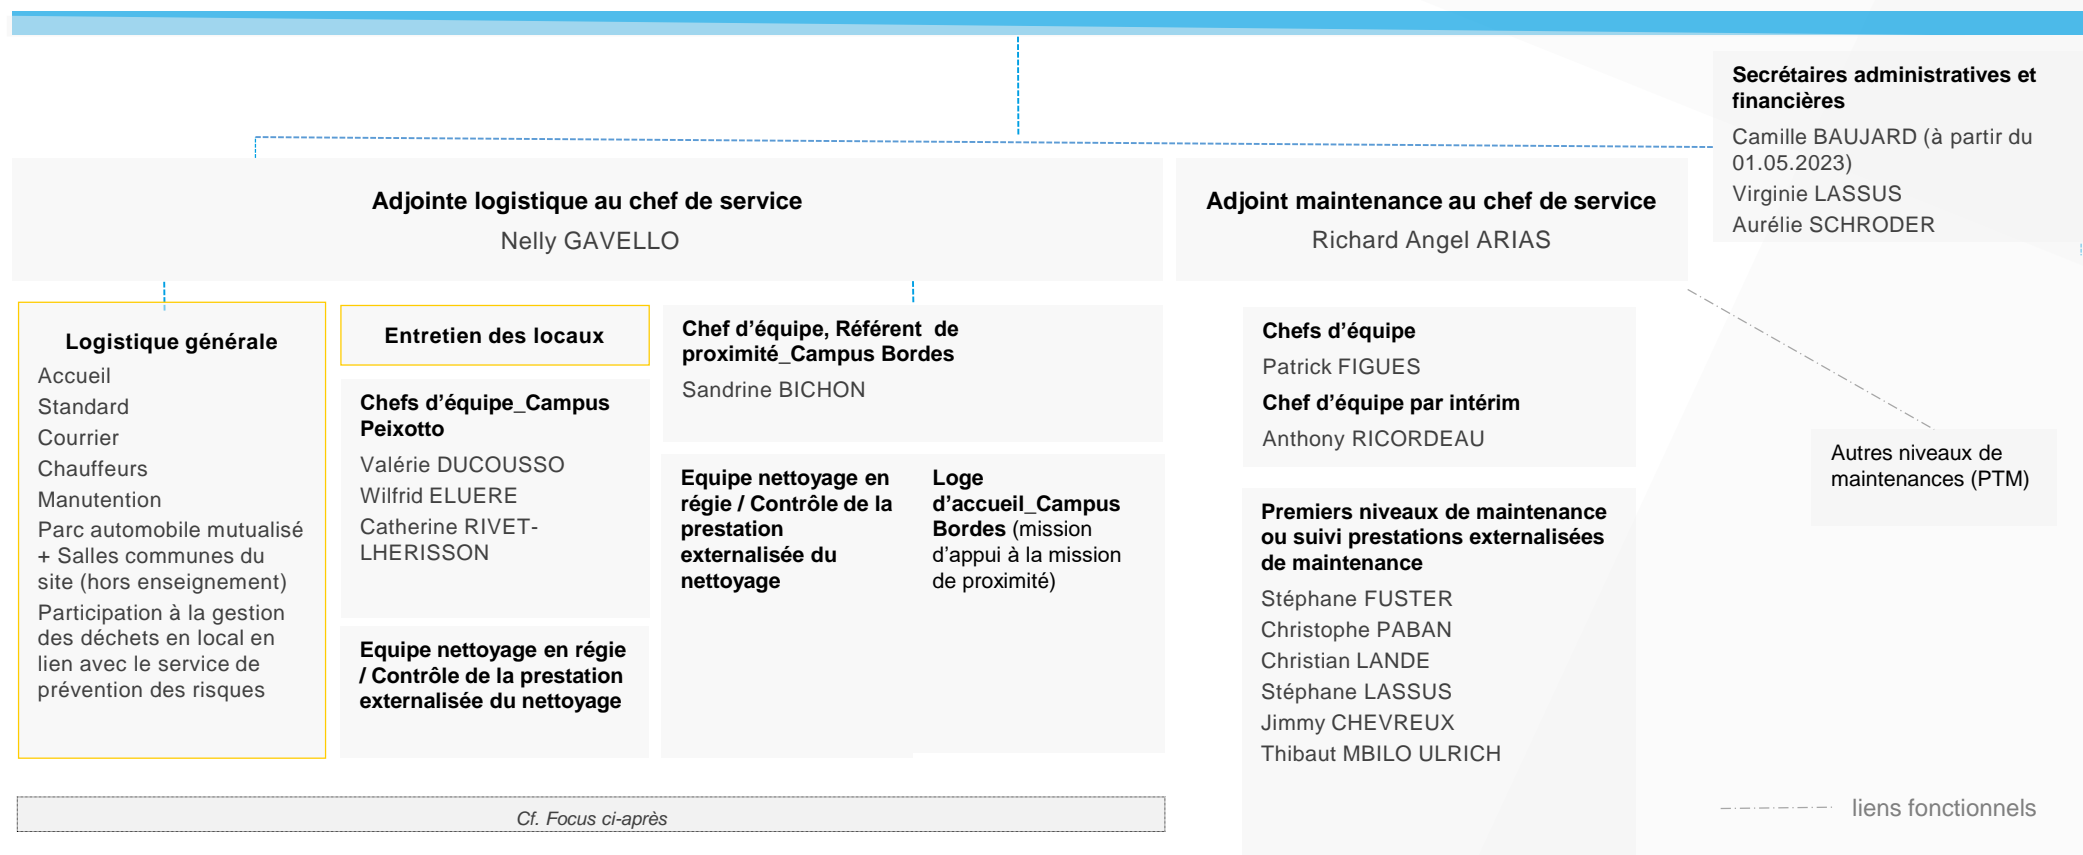 Secrétaires administratives et
financières
Camille BAUJARD (à partir du
01.05.2023)
Virginie LASSUS
Aurélie SCHRODER
Adjointe logistique au chef de service
Nelly GAVELLO
Adjoint maintenance au chef de service
Richard Angel ARIAS
Logistique générale
Accueil
Standard
Courrier
Chauffeurs
Manutention
Parc automobile mutualisé
+ Salles communes du
site (hors enseignement)
Participation à la gestion
des déchets en local en
lien avec le service de
prévention des risques
Entretien des locaux
Chefs d’équipe_Campus
Peixotto
Valérie DUCOUSSO
Wilfrid ELUERE
Catherine RIVET-
LHERISSON
Equipe nettoyage en régie
/ Contrôle de la prestation
externalisée du nettoyage
Chef d’équipe, Référent de
proximité_Campus Bordes
Sandrine BICHON
Equipe nettoyage en
régie / Contrôle de la
prestation
externalisée du
nettoyage
Loge
d’accueil_Campus
Bordes (mission
d’appui à la mission
de proximité)
Chefs d’équipe
Patrick FIGUES
Chef d’équipe par intérim
Anthony RICORDEAU
Premiers niveaux de maintenance
ou suivi prestations externalisées
de maintenance
Stéphane FUSTER
Christophe PABAN
Christian LANDE
Stéphane LASSUS
Jimmy CHEVREUX
Thibaut MBILO ULRICH
Autres niveaux de
maintenances (PTM)
Cf. Focus ci-après
liens fonctionnels